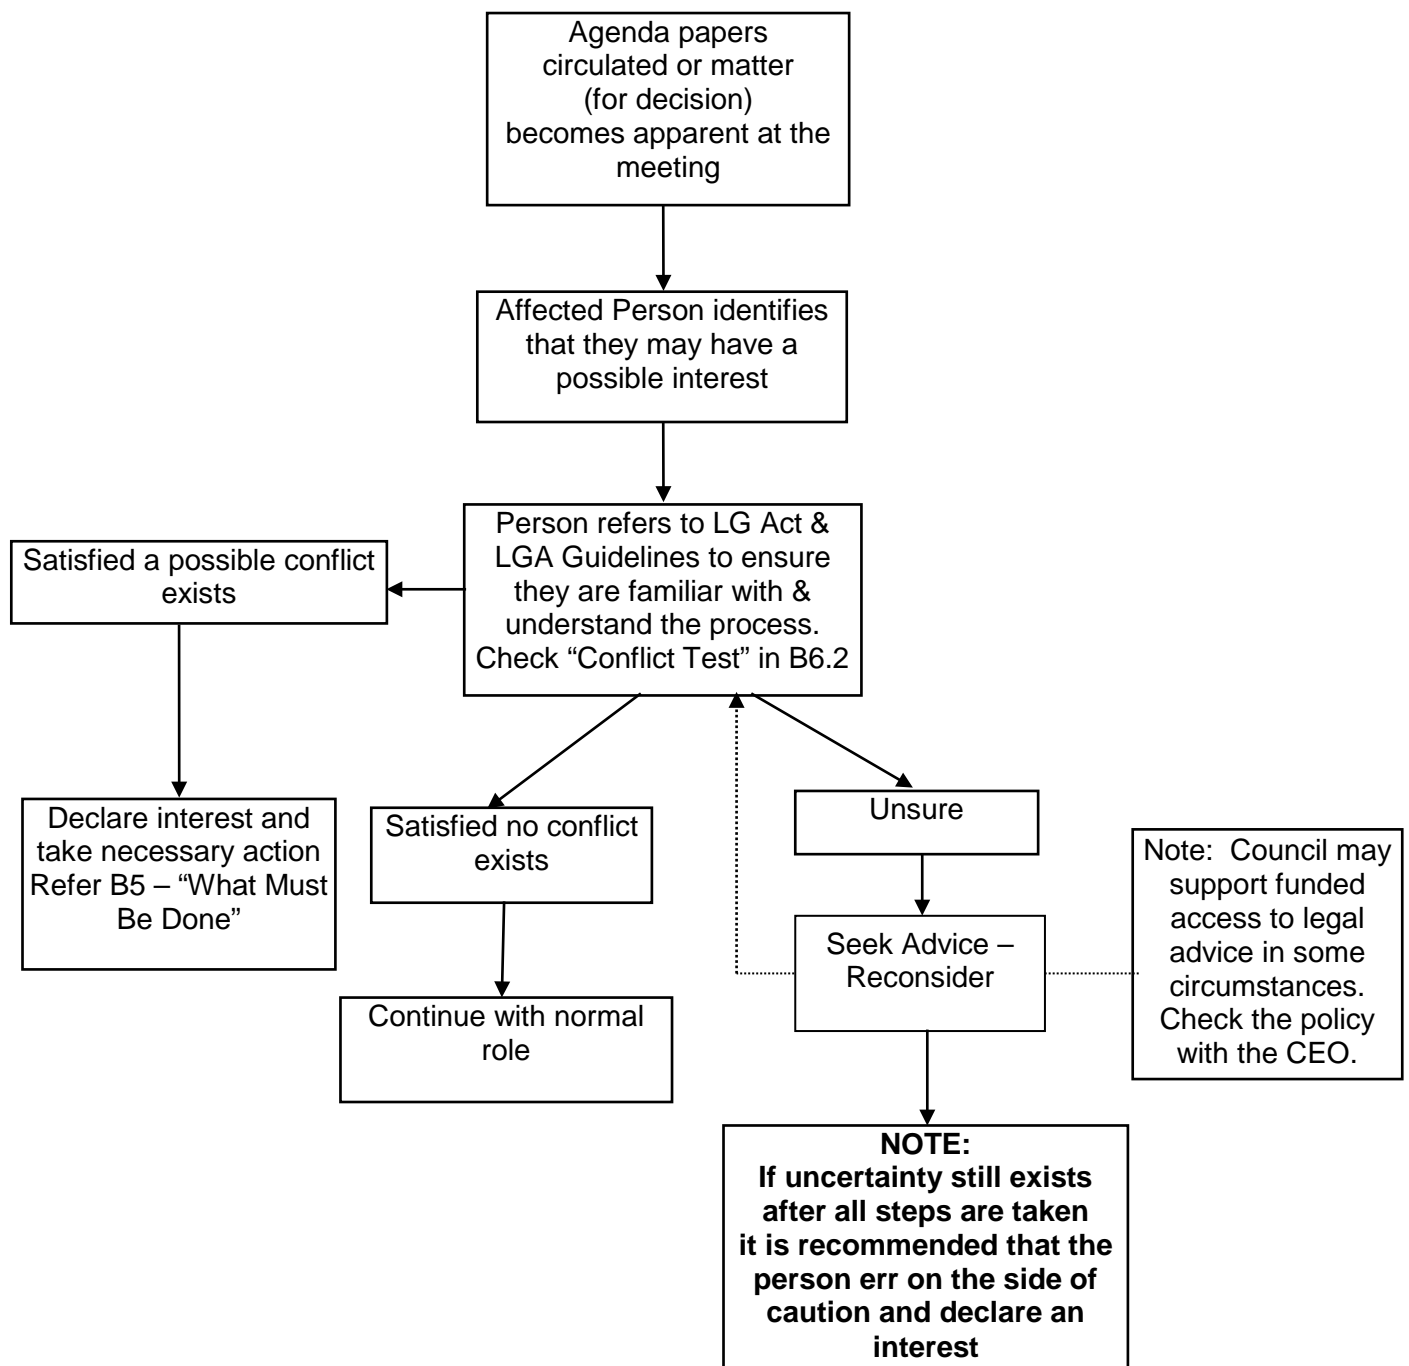 Agenda papers
circulated or matter
(for decision)
becomes apparent at the
meeting
Affected Person identifies
that they may have a
possible interest
Person refers to LG Act &
LGA Guidelines to ensure
they are familiar with &
understand the process.
Check “Conflict Test” in B6.2
Satisfied a possible conflict
exists
Declare interest and
take necessary action
Refer B5 – “What Must
Be Done”
Satisfied no conflict
exists
Continue with normal
role
Unsure
Seek Advice –
Reconsider
Note:  Council may
support funded
access to legal
advice in some
circumstances.
Check the policy
with the CEO.
NOTE:
If uncertainty still exists
after all steps are taken
it is recommended that the
person err on the side of
caution and declare an
interest